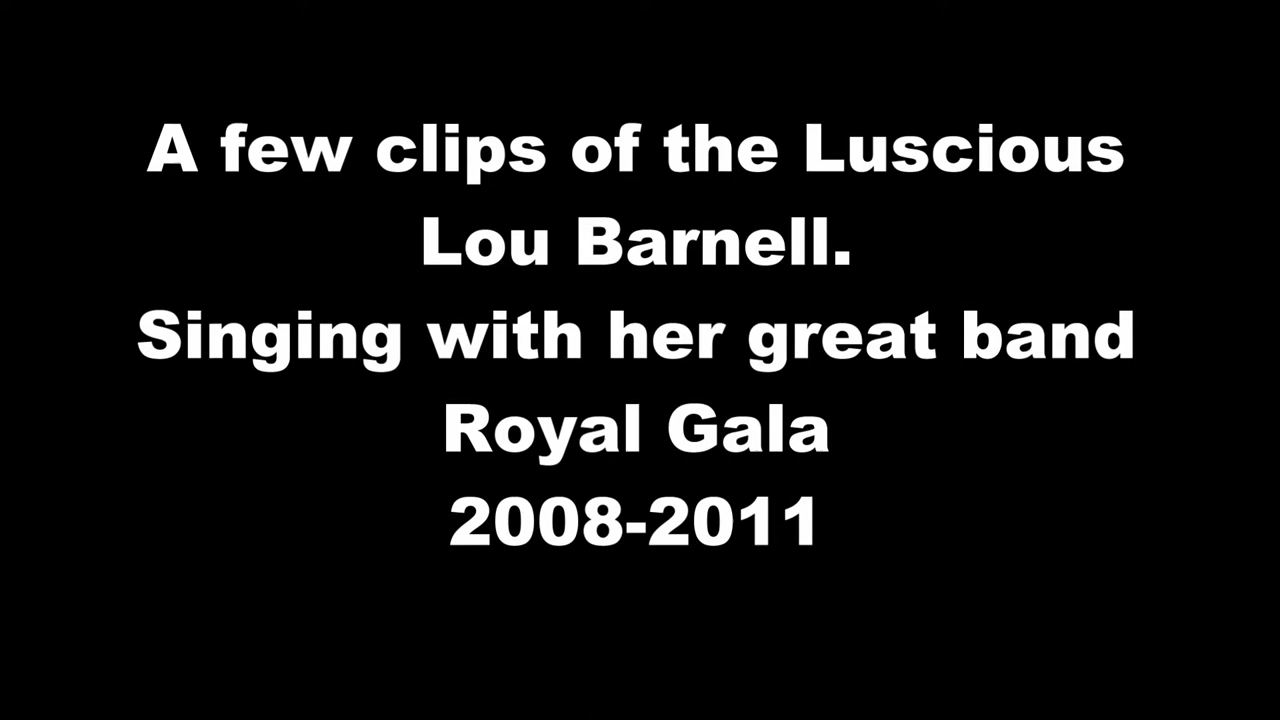 A few clips of the Luscious
Lou Barnell.
Singing with her great band
Royal Gala
2008-2011